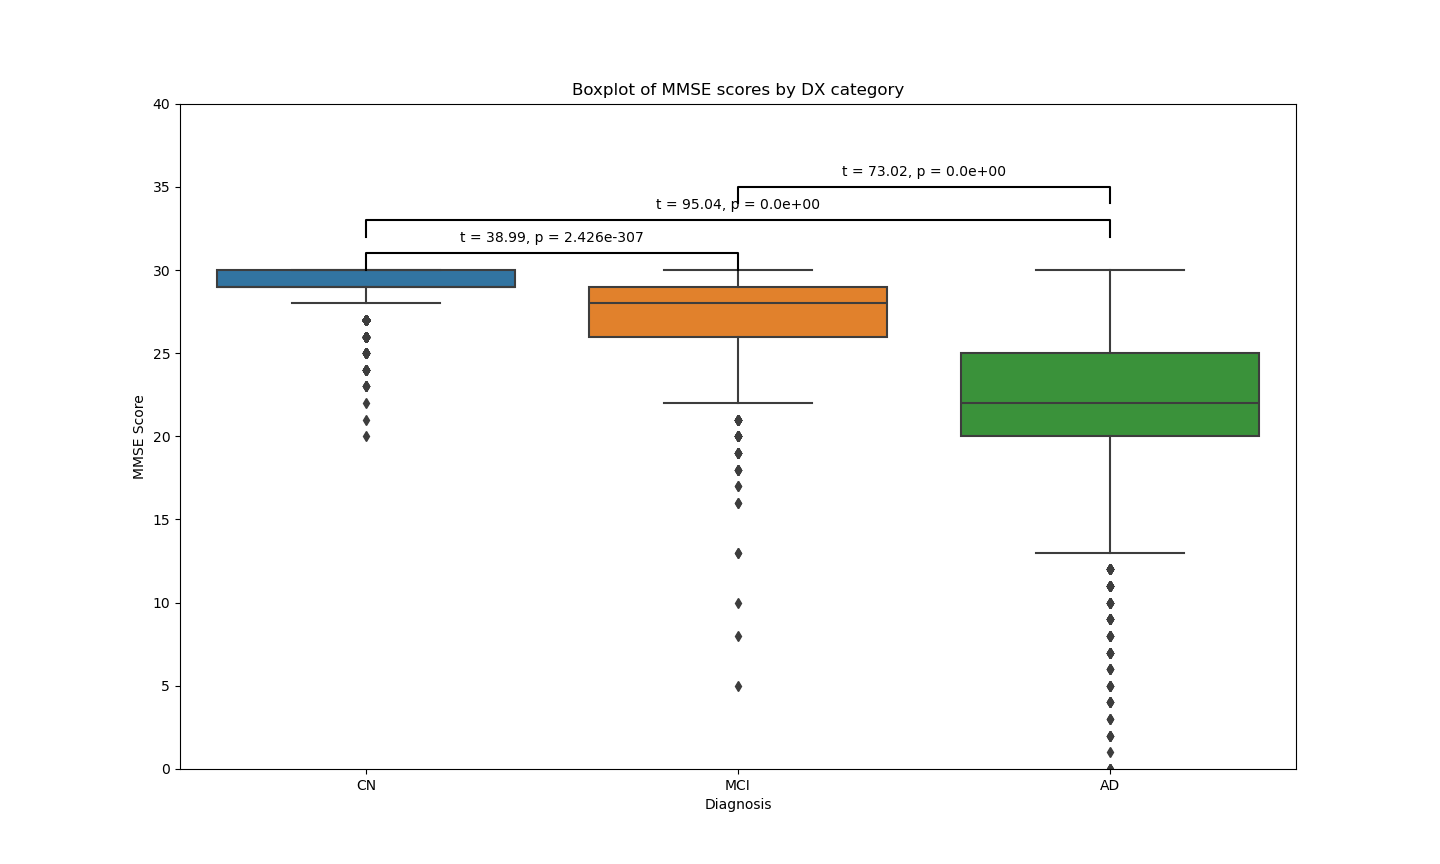 Boxplot of MMSE scores by DX category
40
35
30
25
20
15
10
5
0
MMSE Score
t = 73.02, p = 0.0e+00
t = 95.04, p = 0.0e+00
t = 38.99, p = 2.426e-307
CN
MCI
AD
Diagnosis